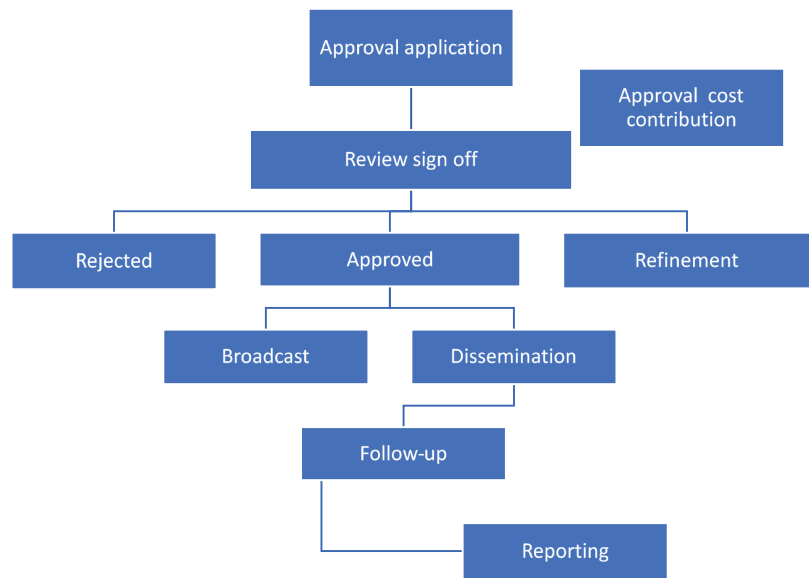 Approval application
Approval cost
contribution
Review sign off
Rejected
Approved
Refinement
Broadcast
Dissemination
Follow-up
Reporting